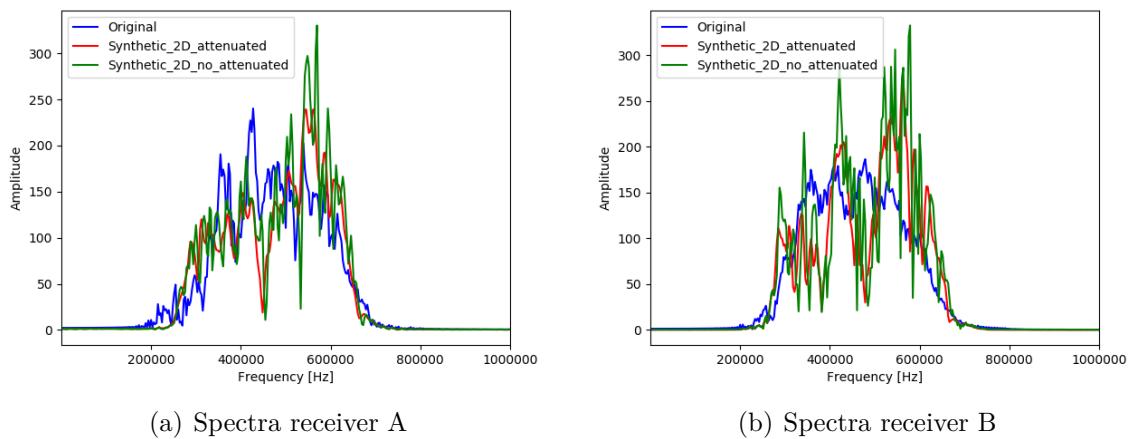 Original
Synthetic_2D_attenuated
Synthetic_2D_no_attenuated
Amplitude
300
250
200
150
100
50
0
200000 400000 600000 800000 1000000
Frequency [Hz]
(a) Spectra receiver A
Original
Synthetic_2D_attenuated
Synthetic_2D_no_attenuated
Amplitude
300
250
200
150
100
50
0
200000 400000 600000 800000 1000000
Frequency [Hz]
(b) Spectra receiver B